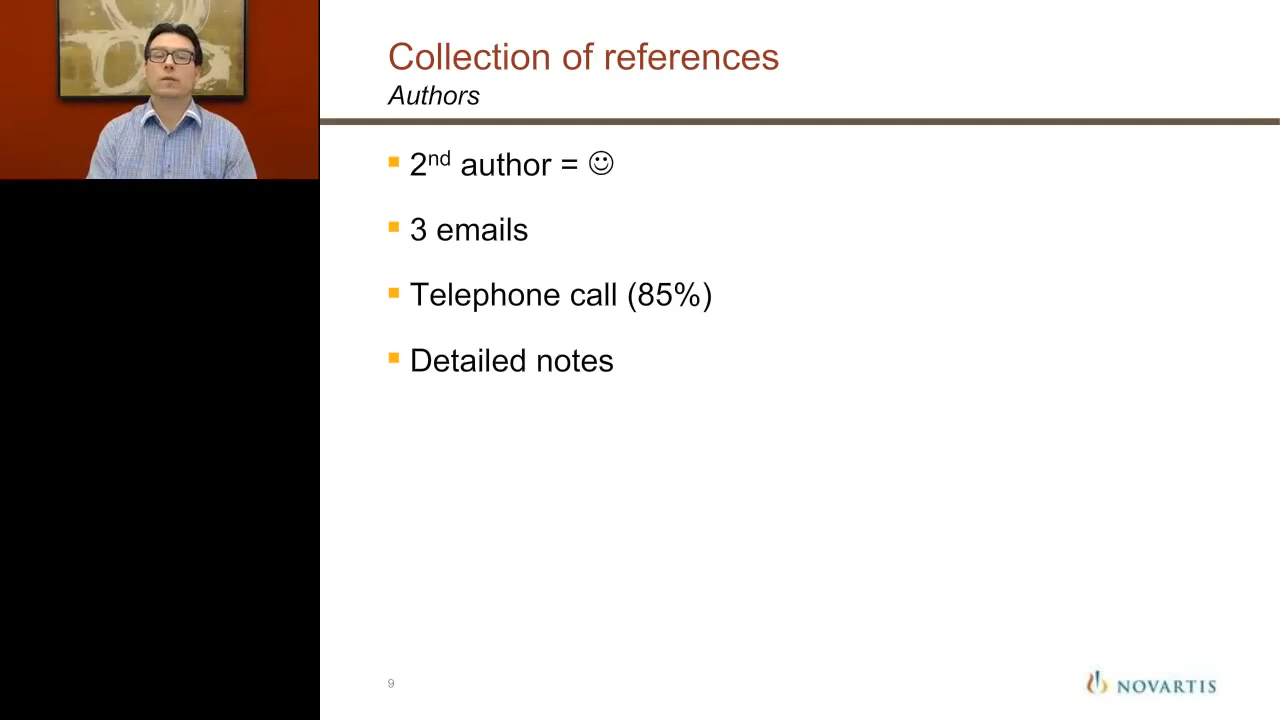 Collection of references
Authors
2nd author = ☺
3 emails
Telephone call (85%)
Detailed notes
9
NOVARTIS